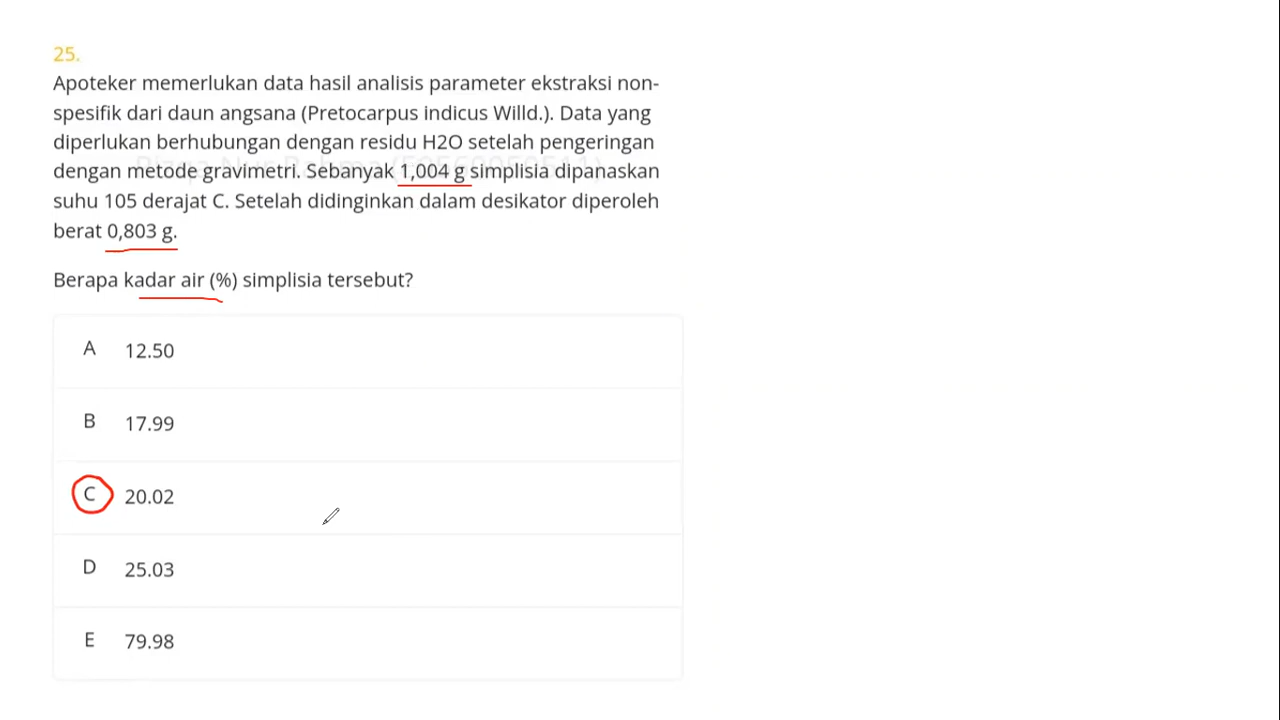 25.
Apoteker memerlukan data hasil analisis parameter ekstraksi non-
spesifik dari daun angsana (Pretocarpus indicus Willd.). Data yang
diperlukan berhubungan dengan residu H2O setelah pengeringan
dengan metode gravimetri. Sebanyak 1,004 g simplisia dipanaskan
suhu 105 derajat C. Setelah didinginkan dalam desikator diperoleh
berat 0,803 g.
Berapa kadar air (%) simplisia tersebut?
A 12.50
B 17.99
C 20.02
D 25.03
E 79.98